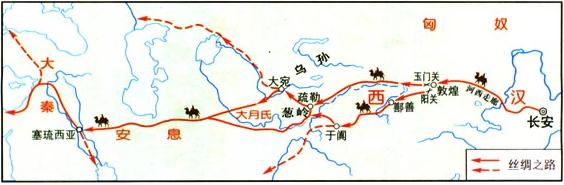 匈 奴
大
秦
乌 孙
大宛
玉门关
敦煌
阳关
河西走廊
汉
长安
疏勒
葱岭
西
鄯善
大月氏
于阗
安 息
塞琉西亚
丝绸之路